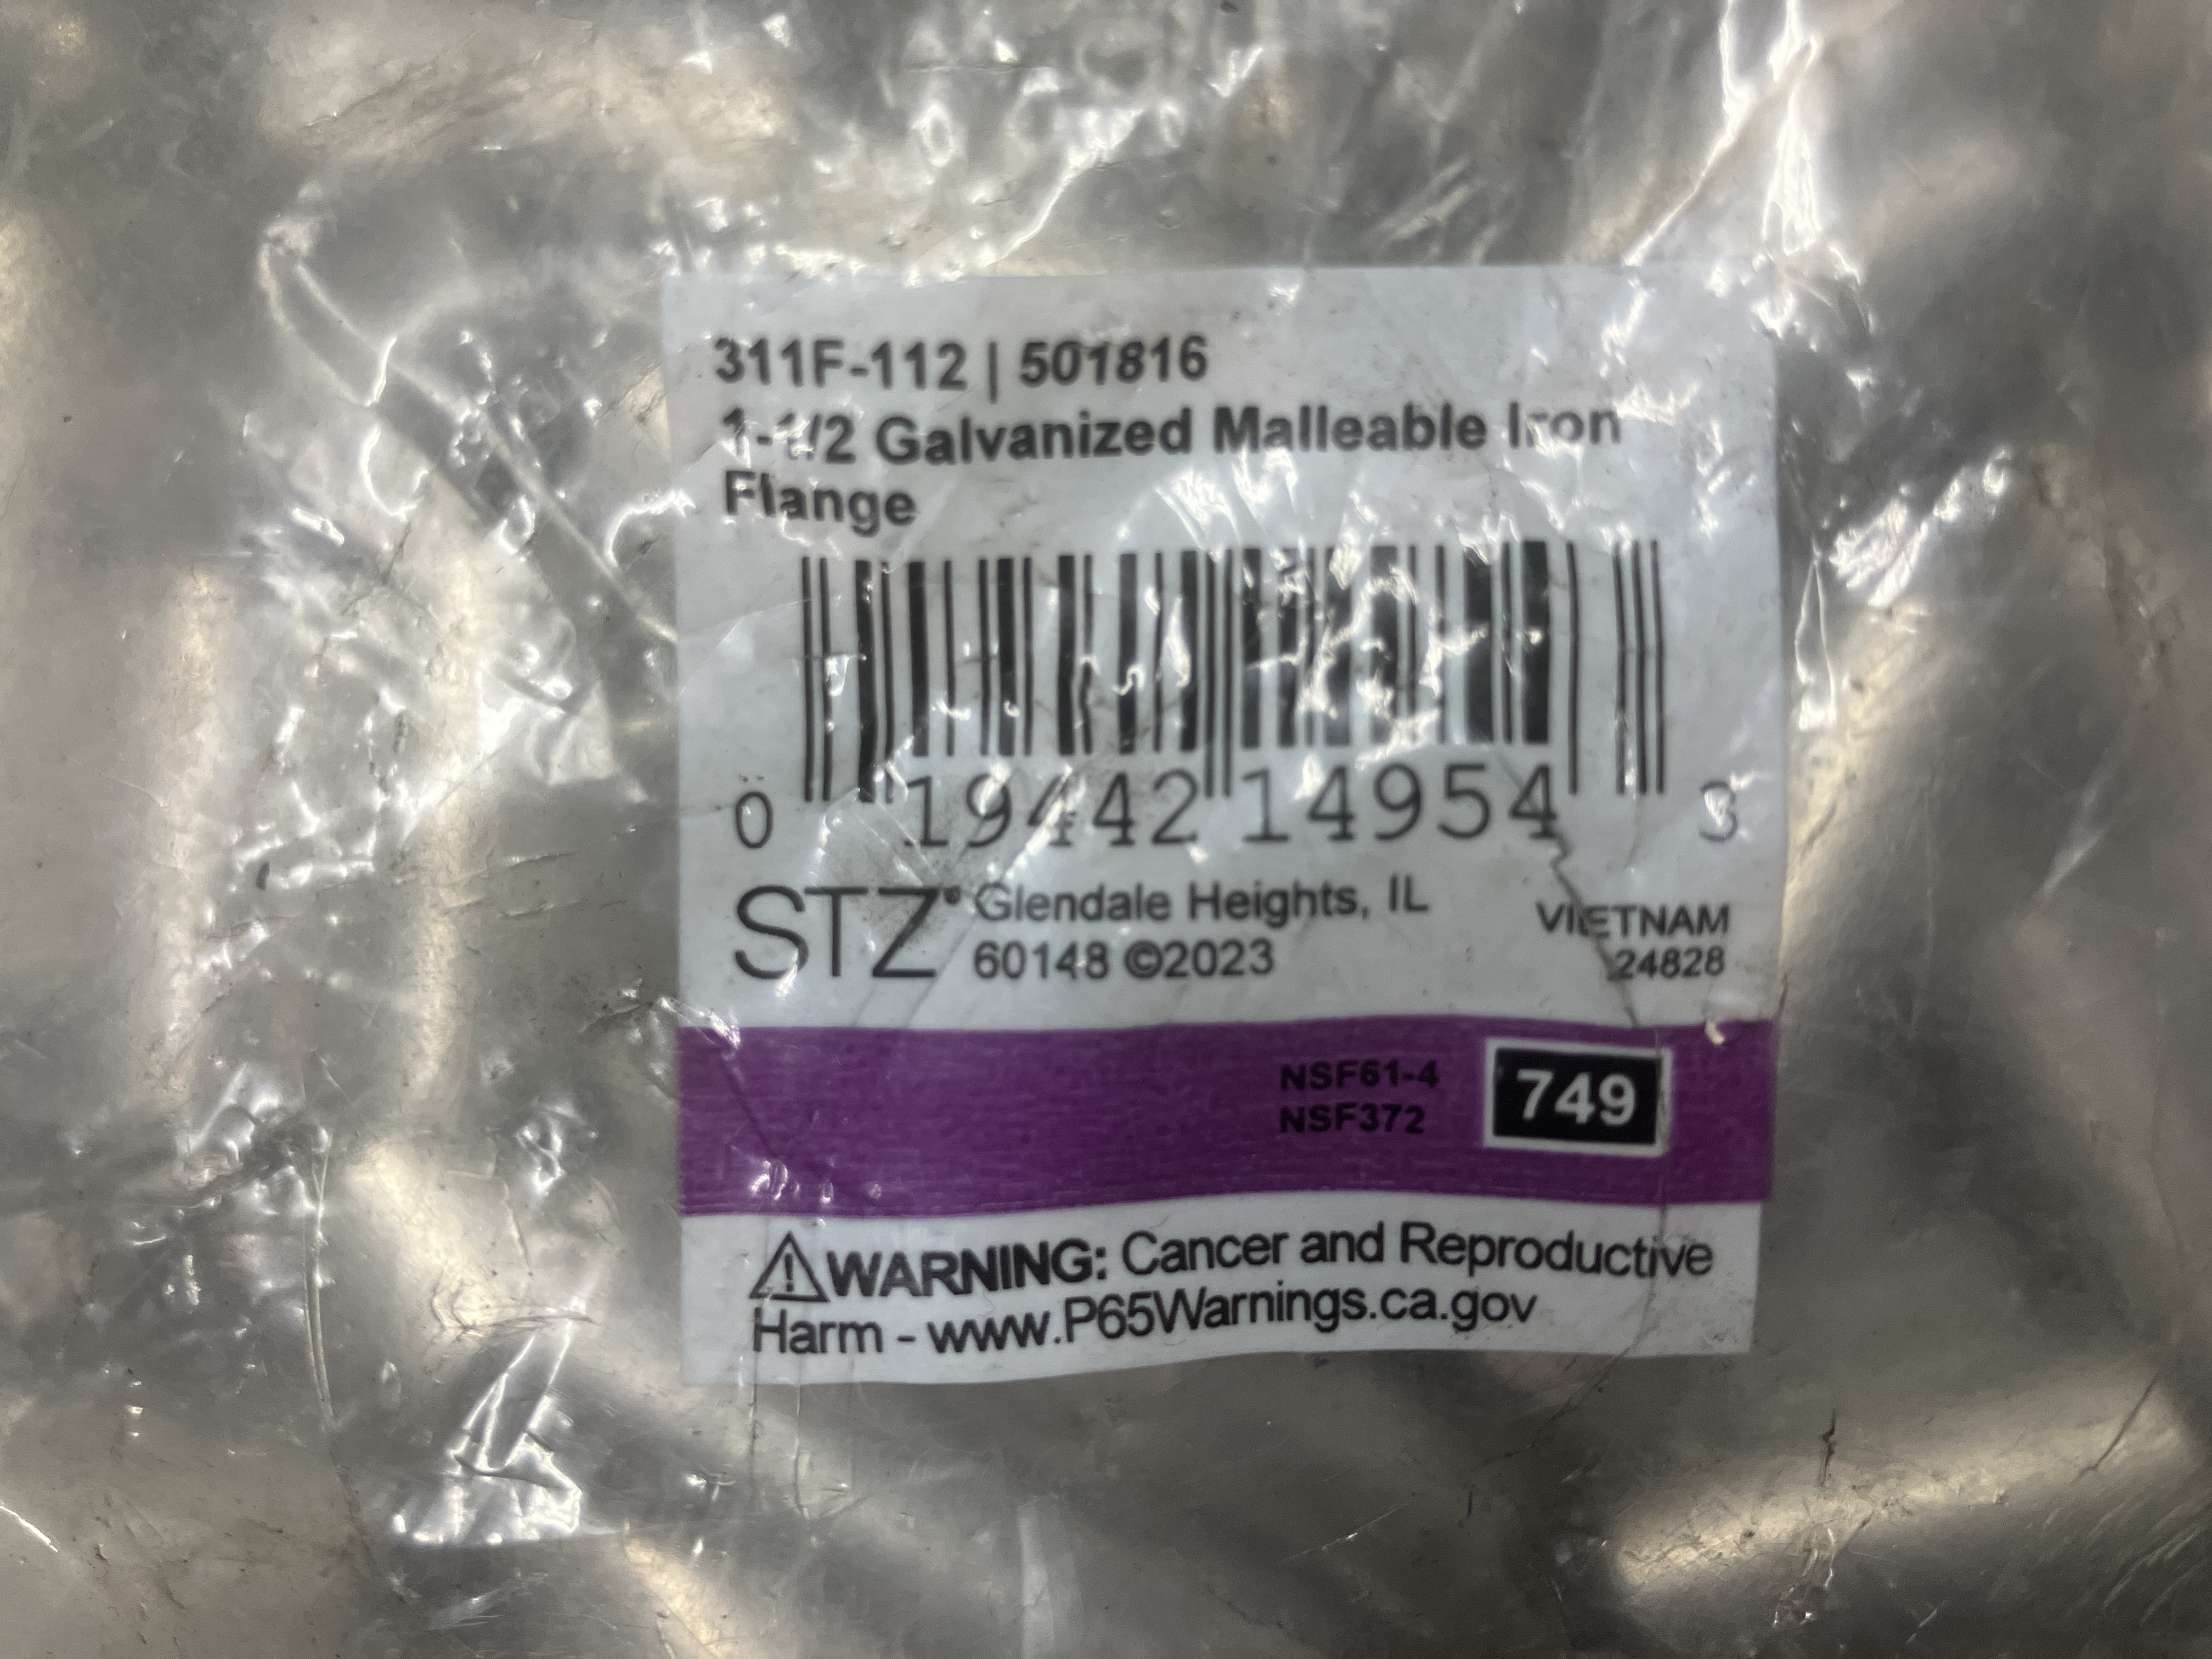 311F-112 | 501816
1-1/2 Galvanized Malleable Iron
Flange
0 19442 14954 3
STZ® Glendale Heights, IL
60148 ©2023
VIETNAM
24828
NSF61-4
NSF372
749
⚠WARNING: Cancer and Reproductive
Harm - www.P65Warnings.ca.gov